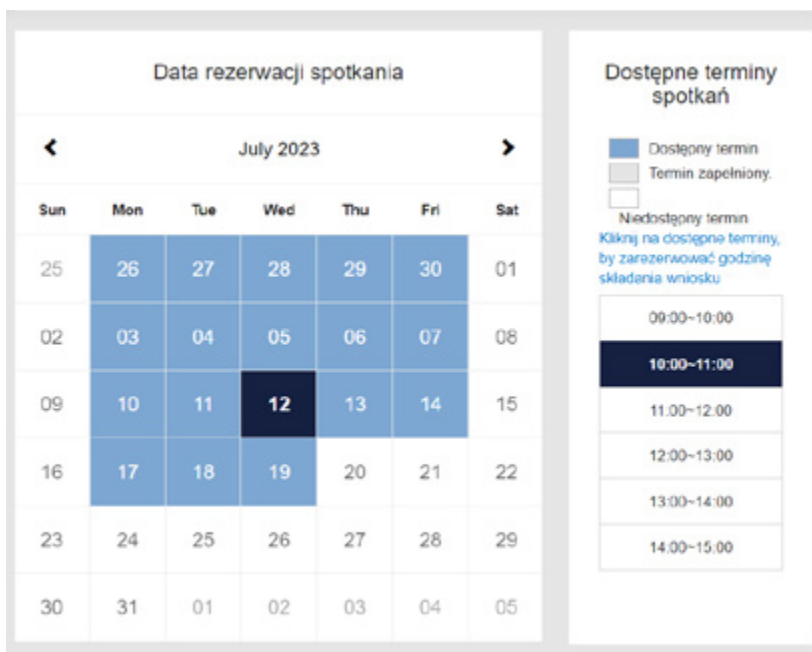 Data rezerwacji spotkania
July 2023
Sun Mon Tue Wed Thu Fri Sat
25 26 27 28 29 30 01
02 03 04 05 06 07 08
09 10 11 12 13 14 15
16 17 18 19 20 21 22
23 24 25 26 27 28 29
30 31 01 02 03 04 05
Dostępne terminy
spotkań
Dostępny termin
Termin zapełniony.
Niedostępny termin
Kliknij na dostępne terminy,
by zarezerwować godzinę
składania wniosku
09:00~10:00
10:00~11:00
11:00~12:00
12:00~13:00
13:00~14:00
14:00~15:00